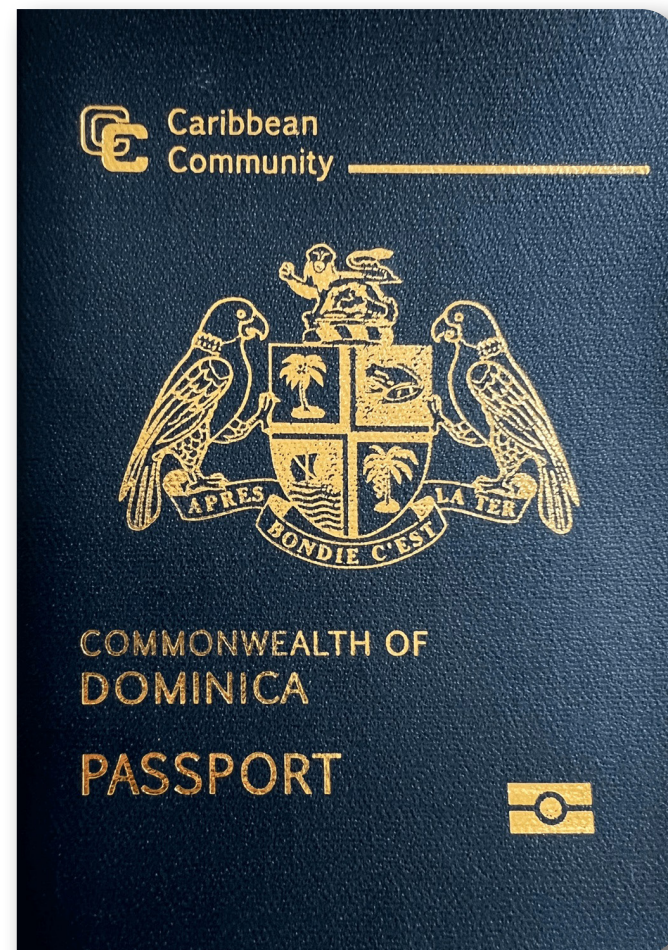 Caribbean
Community
APRES BONDIE C'EST LA TER
COMMONWEALTH OF
DOMINICA
PASSPORT